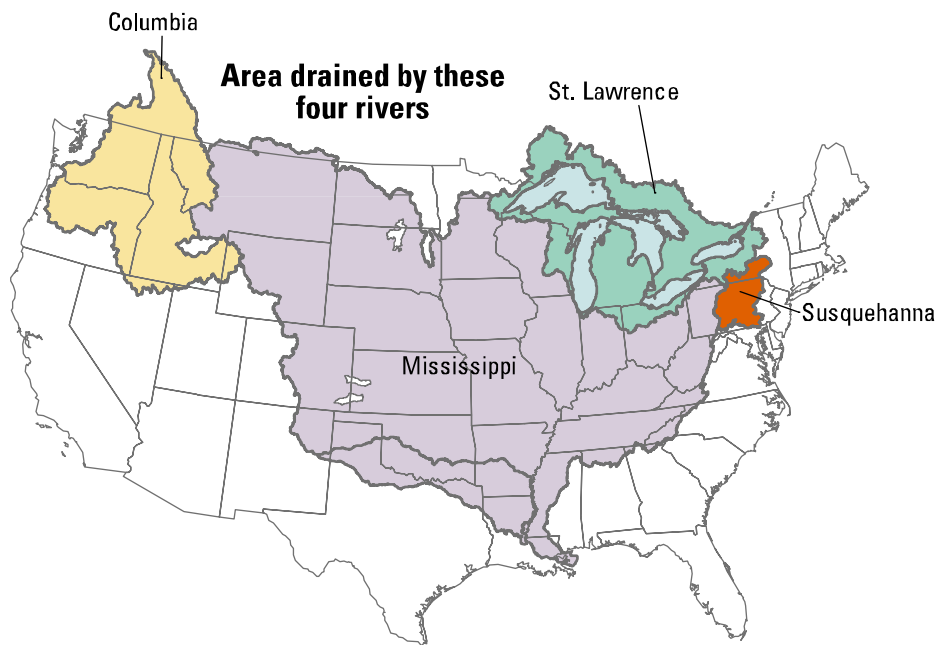 Columbia
Area drained by these
four rivers
St. Lawrence
Susquehanna
Mississippi